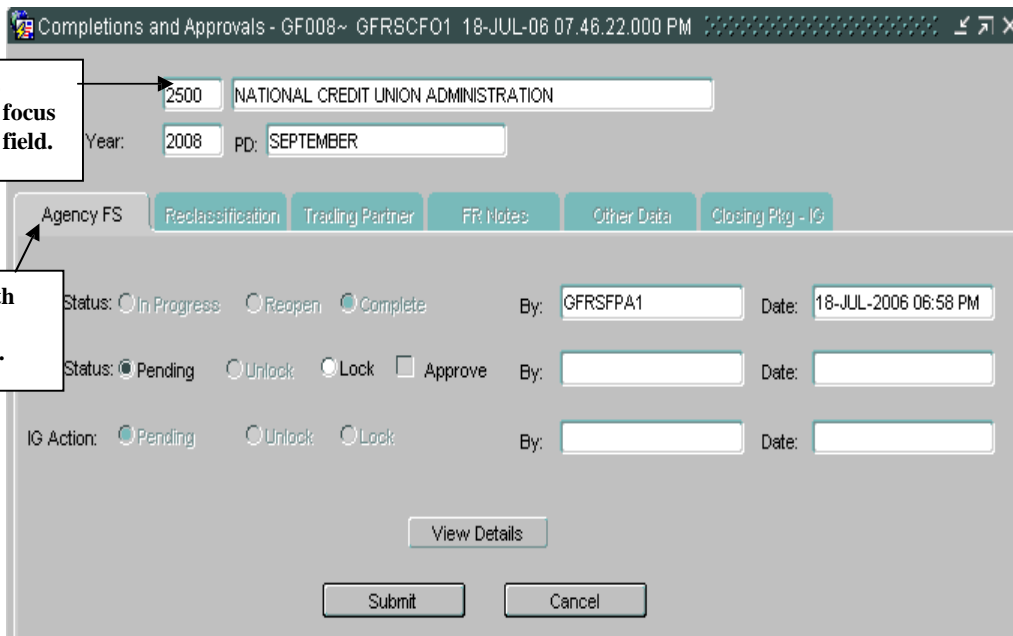 Completions and Approvals - GF008~ GFRSCFO1 18-JUL-06 07.46.22.000 PM
focus
field.
2500 NATIONAL CREDIT UNION ADMINISTRATION
Year: 2008 PD: SEPTEMBER
Agency FS Reclassification Trading Partner FR Notes Other Data Closing Pkg - IG
th
.
Status: In Progress Reopen Complete By: GFRSFPA1 Date: 18-JUL-2006 06:58 PM
Status: Pending Unlock Lock Approve By: Date:
IG Action: Pending Unlock Lock By: Date:
View Details
Submit Cancel